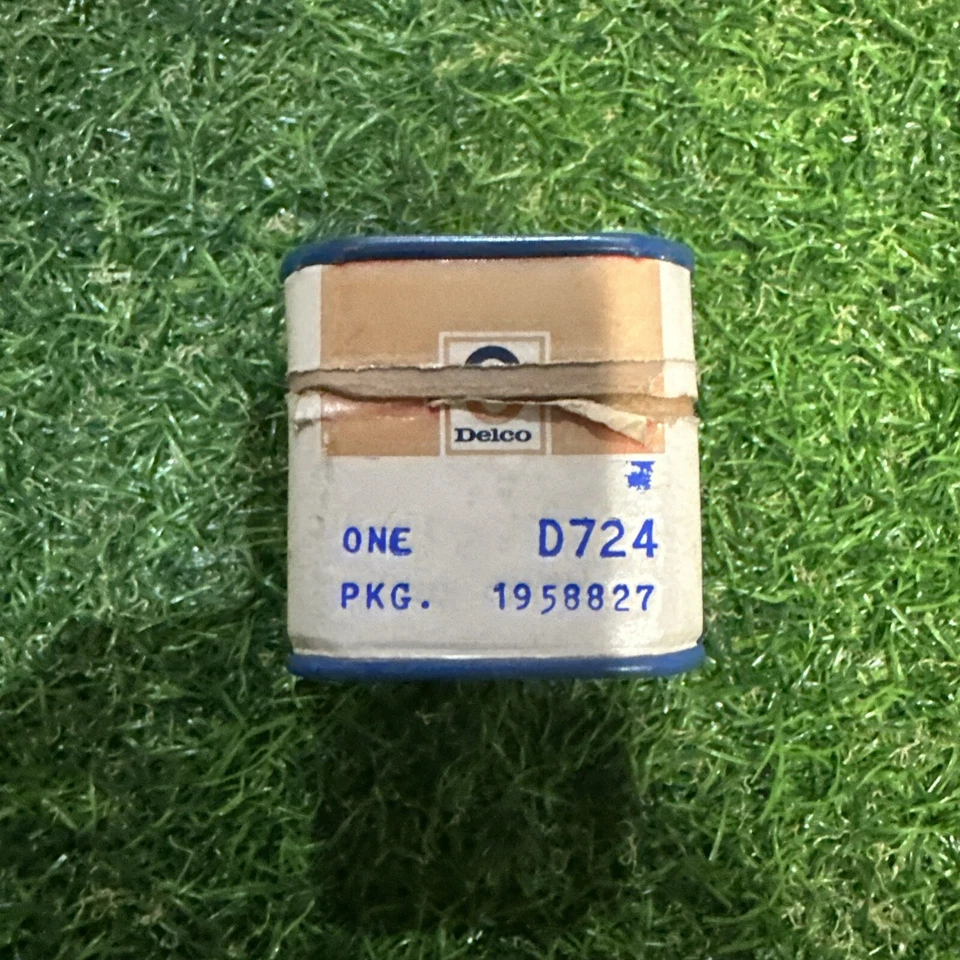 Delco
ONE D724
PKG. 1958827